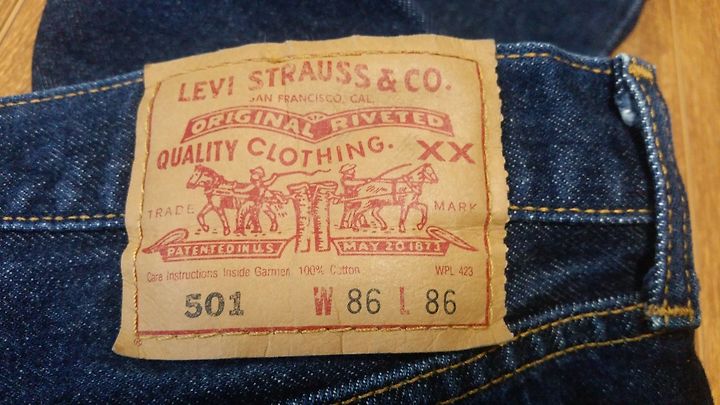 LEVI STRAUSS & CO.
SAN FRANCISCO, CAL.
ORIGINAL RIVETED
QUALITY CLOTHING. XX
TRADE MARK
PATENTED IN U.S. MAY 20 1873
Care Instructions Inside Garmen 100% Cotton WPL 423
501 W 86 L 86